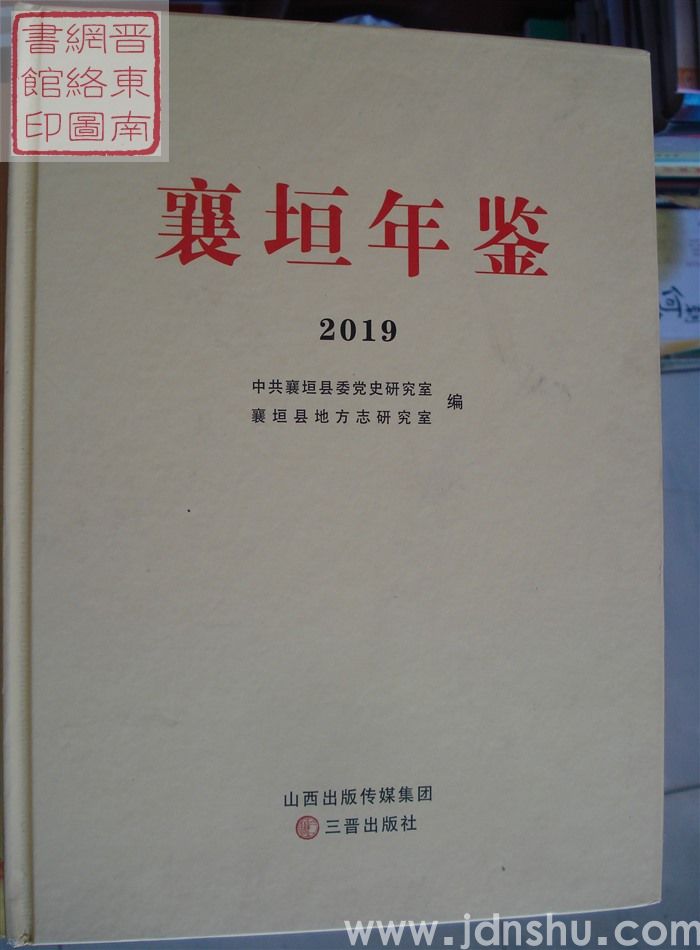 晋東南
網絡圖
書館印
襄垣年鉴
2019
中共襄垣县委党史研究室
襄垣县地方志研究室
编
山西出版传媒集团
三晋出版社
www.jdnshu.com